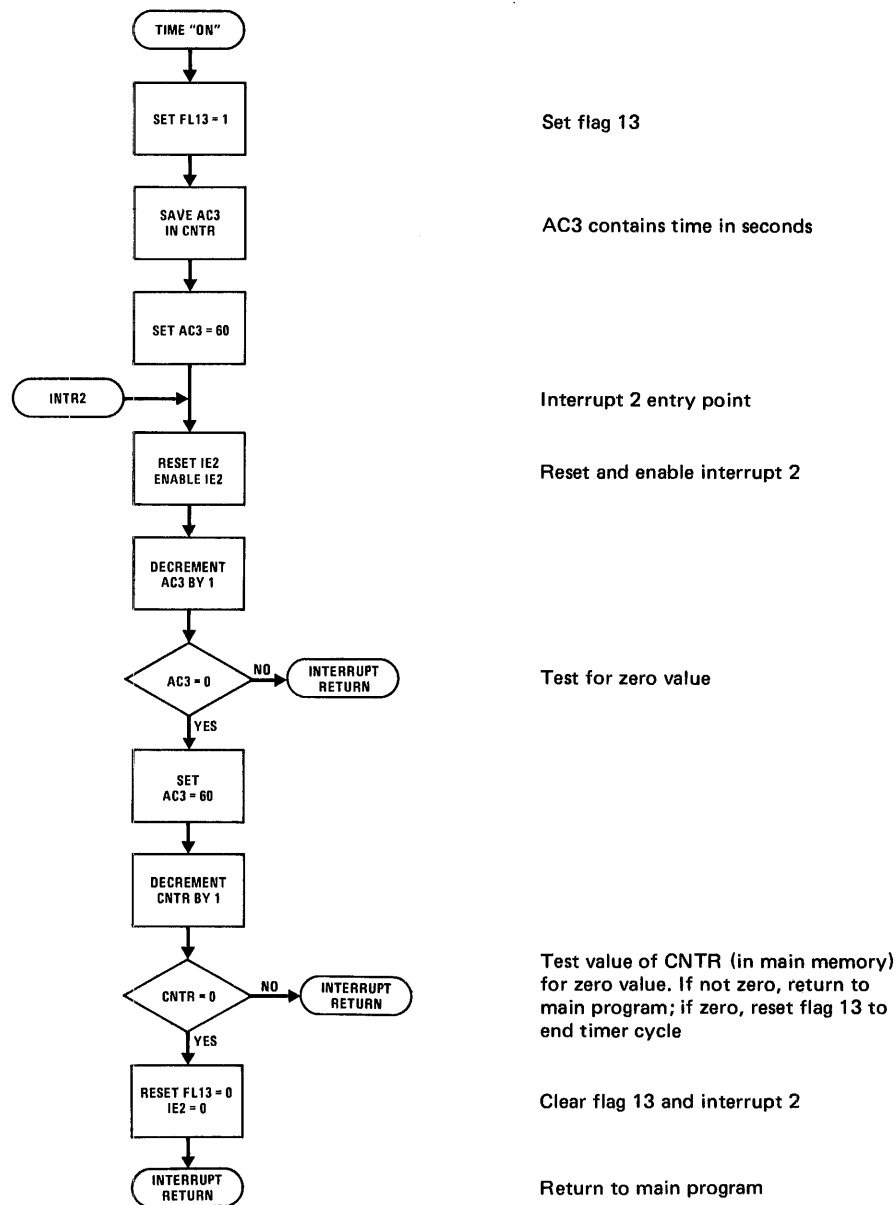 TIME "ON"
SET FL13 = 1
Set flag 13
SAVE AC3
IN CNTR
AC3 contains time in seconds
SET AC3 = 60
INTR2
Interrupt 2 entry point
RESET IE2
ENABLE IE2
Reset and enable interrupt 2
DECREMENT
AC3 BY 1
AC3 = 0
NO
INTERRUPT
RETURN
Test for zero value
YES
SET
AC3 = 60
DECREMENT
CNTR BY 1
CNTR = 0
NO
INTERRUPT
RETURN
Test value of CNTR (in main memory)
for zero value. If not zero, return to
main program; if zero, reset flag 13 to
end timer cycle
YES
RESET FL13 = 0
IE2 = 0
Clear flag 13 and interrupt 2
INTERRUPT
RETURN
Return to main program